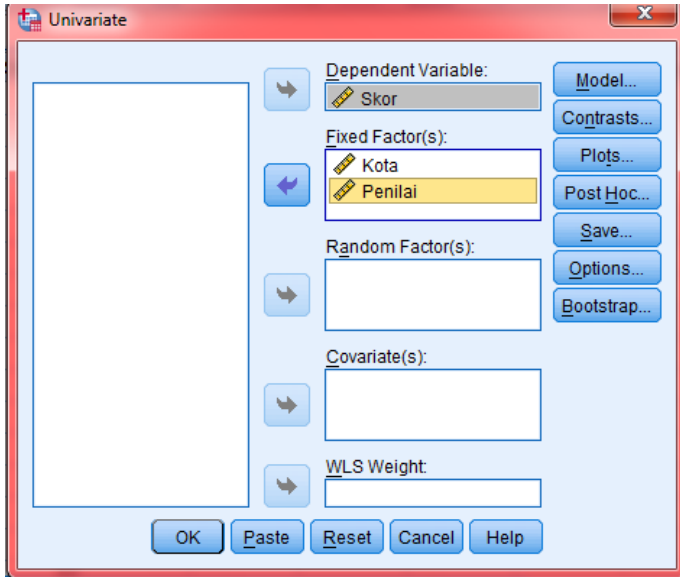 Univariate
Dependent Variable:
Skor
Fixed Factor(s):
Kota
Penilai
Random Factor(s):
Covariate(s):
WLS Weight:
Model...
Contrasts...
Plots...
Post Hoc...
Save...
Options...
Bootstrap...
OK
Paste
Reset
Cancel
Help